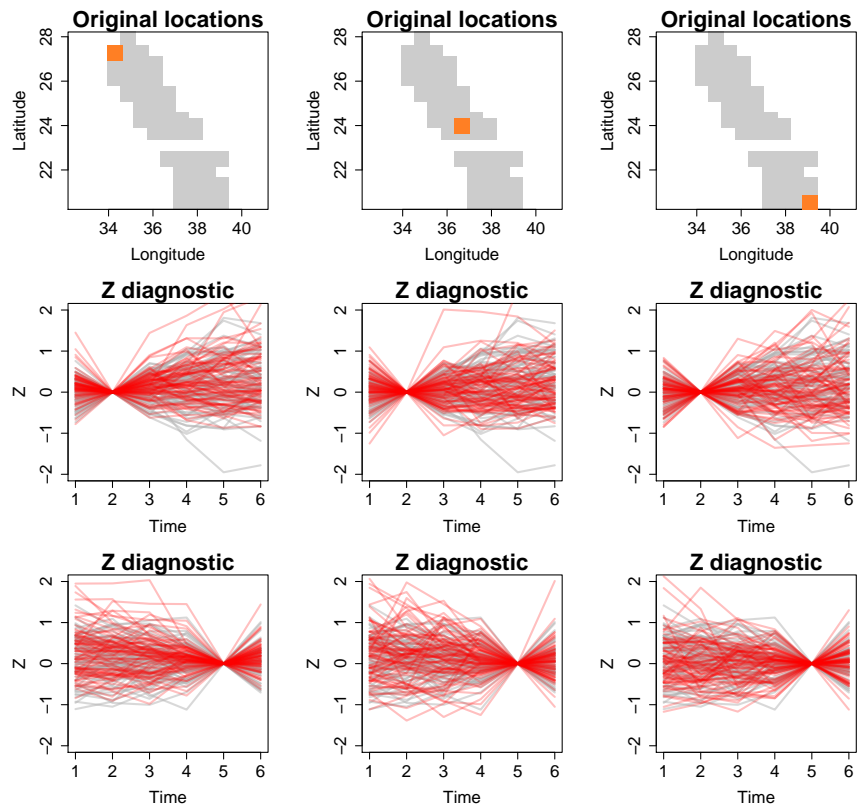 Original locations
Latitude
28
26
24
22
34 36 38 40
Longitude
Original locations
Latitude
28
26
24
22
34 36 38 40
Longitude
Original locations
Latitude
28
26
24
22
34 36 38 40
Longitude
Z diagnostic
Z
2
1
0
−1
−2
1 2 3 4 5 6
Time
Z diagnostic
Z
2
1
0
−1
−2
1 2 3 4 5 6
Time
Z diagnostic
Z
2
1
0
−1
−2
1 2 3 4 5 6
Time
Z diagnostic
Z
2
1
0
−1
−2
1 2 3 4 5 6
Time
Z diagnostic
Z
2
1
0
−1
−2
1 2 3 4 5 6
Time
Z diagnostic
Z
2
1
0
−1
−2
1 2 3 4 5 6
Time